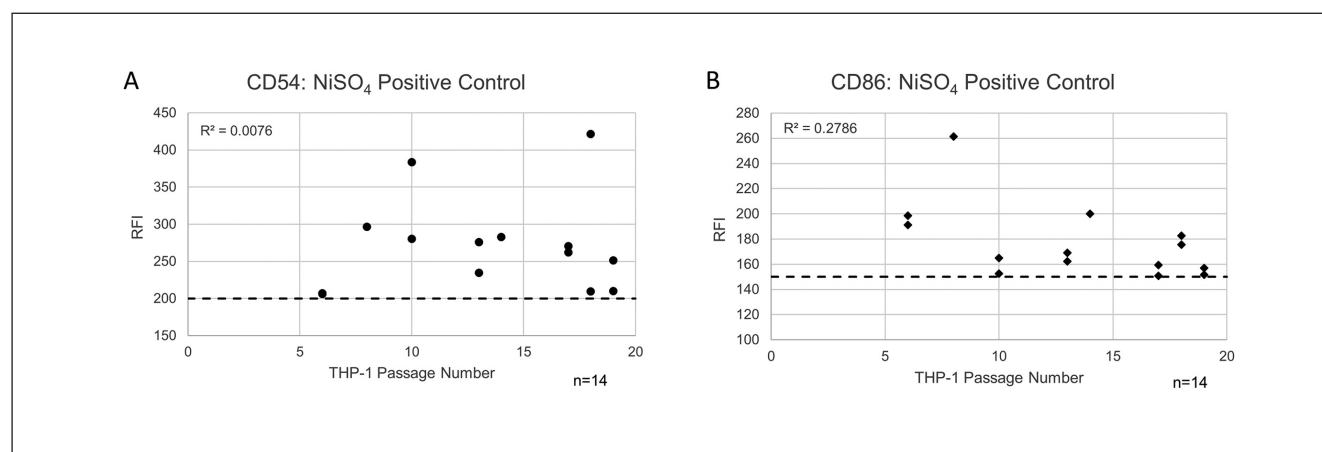 A
CD54: NiSO₄ Positive Control
450
400
350
300
250
200
150
R² = 0.0076
RFI
0 5 10 15 20
THP-1 Passage Number
n=14
B
CD86: NiSO₄ Positive Control
280
260
240
220
200
180
160
140
120
100
R² = 0.2786
RFI
0 5 10 15 20
THP-1 Passage Number
n=14